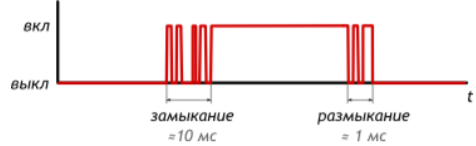 вкл
выкл
t
замыкание размыкание
≈10 мс ≈ 1 мс